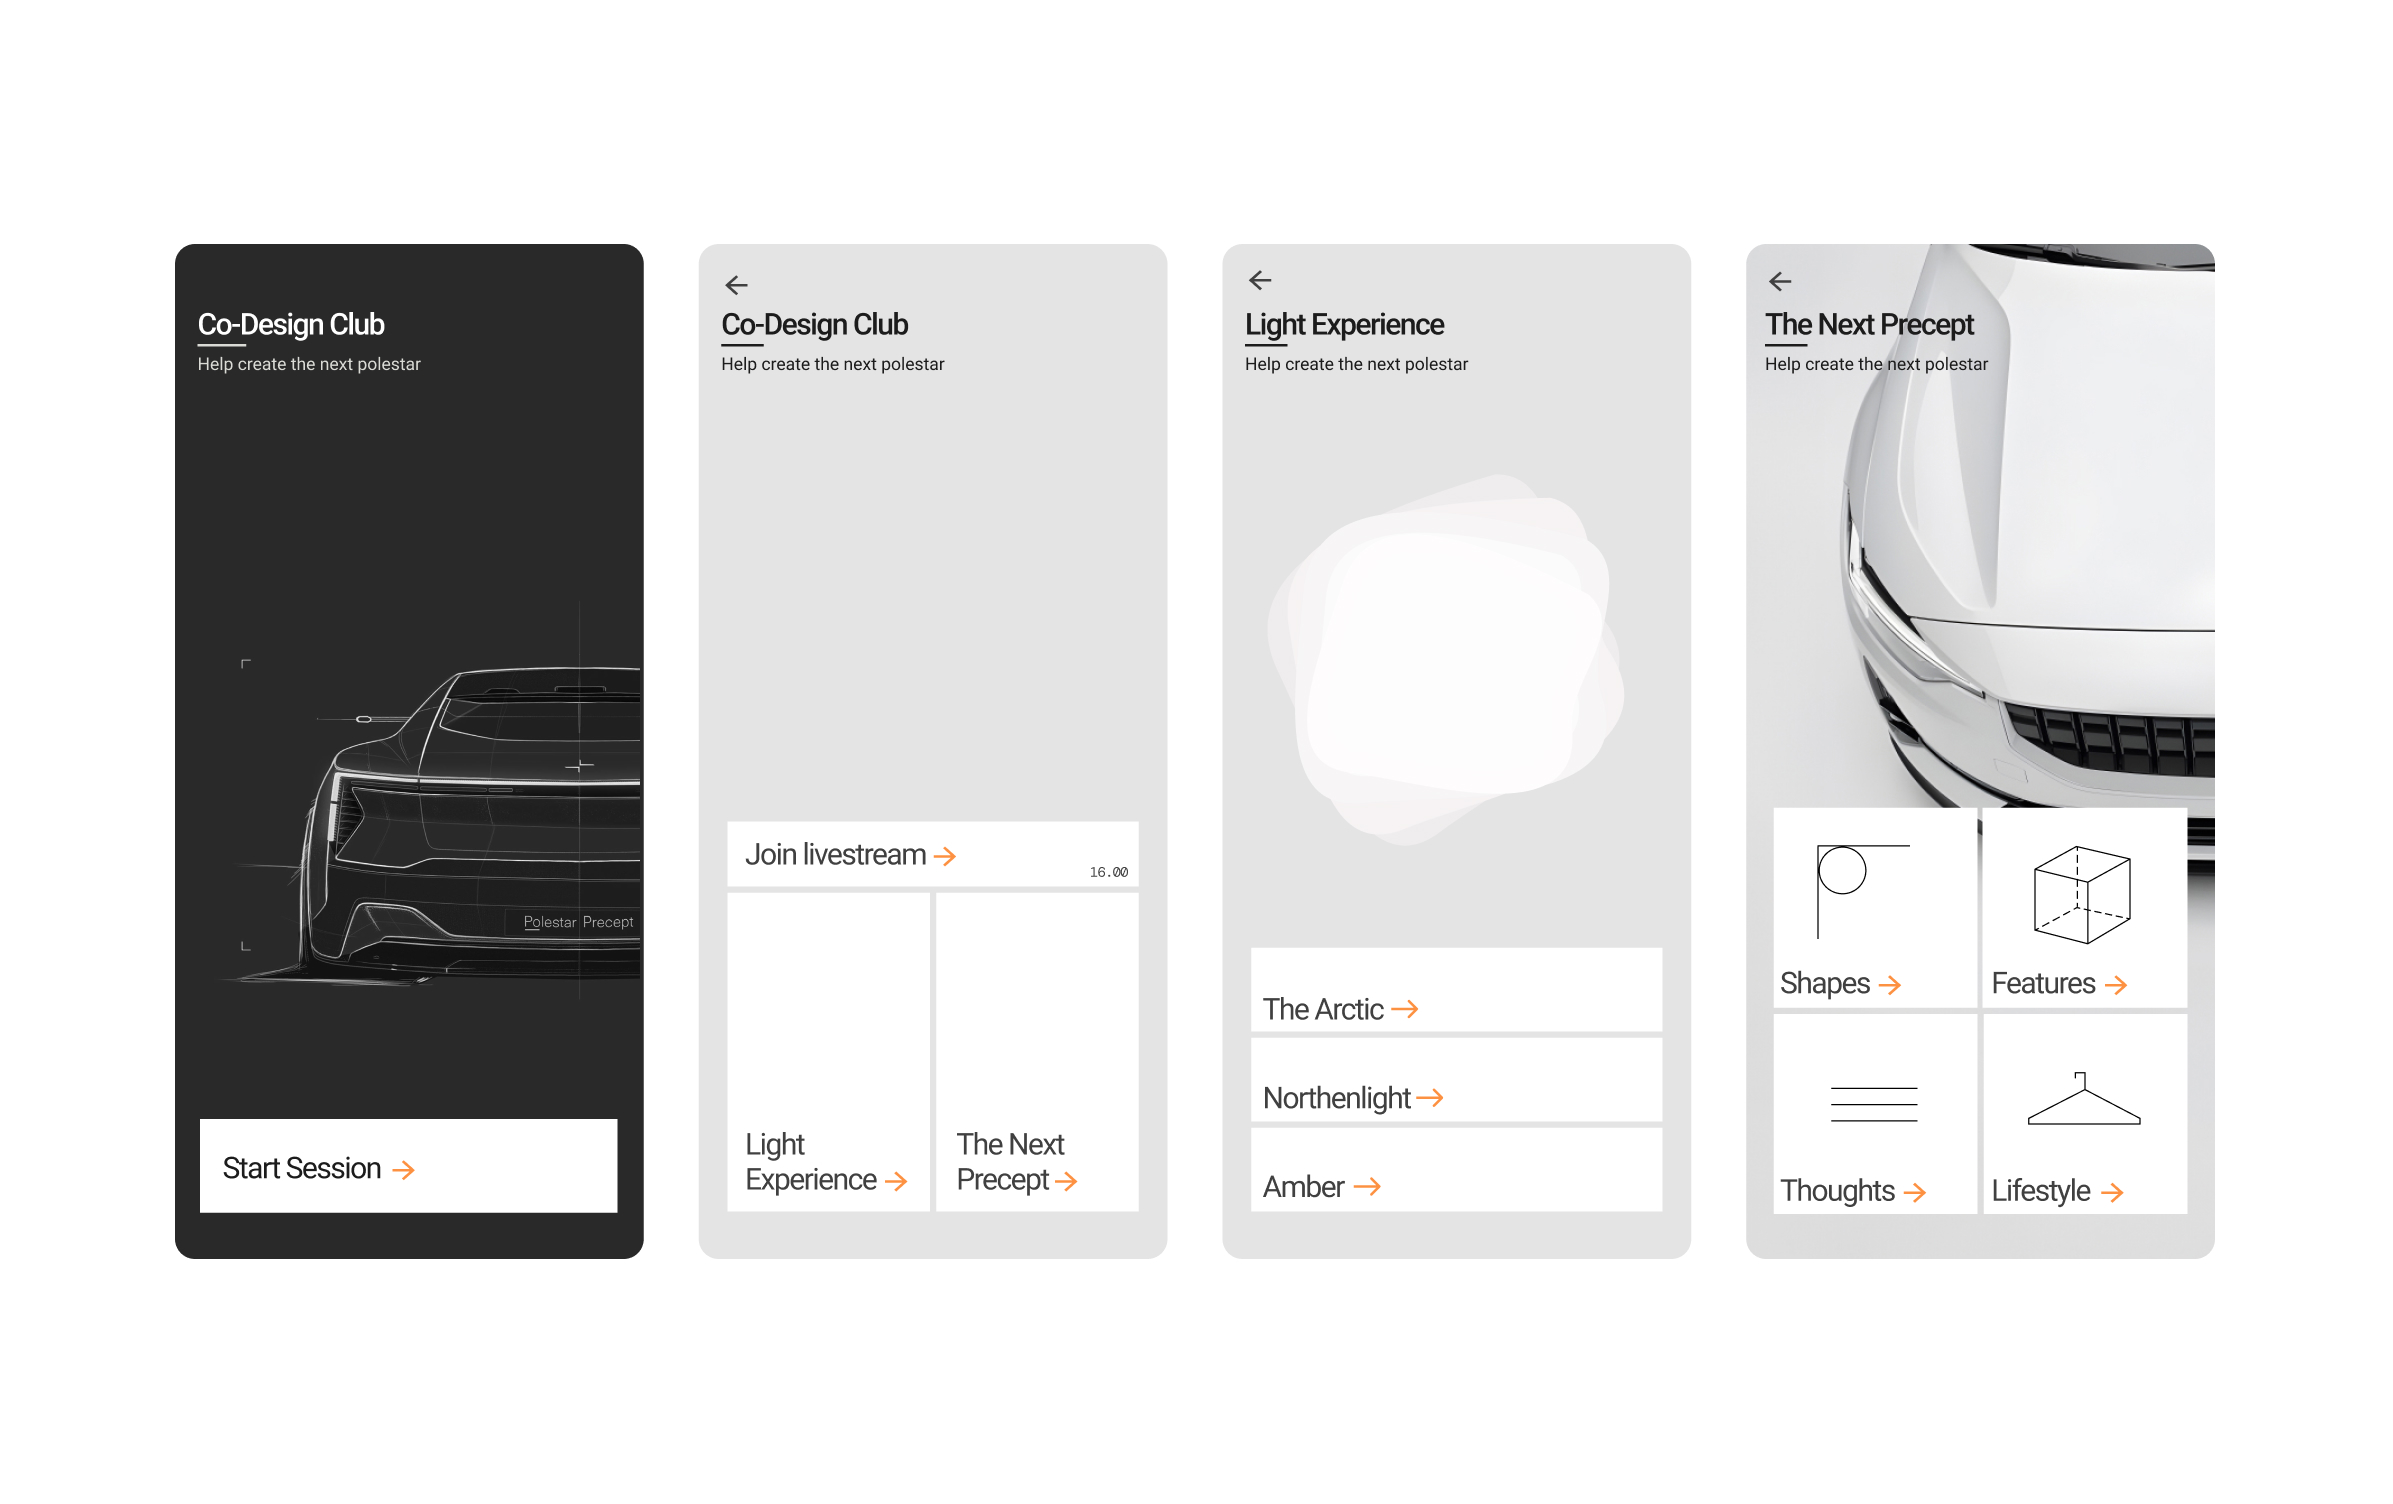 Co-Design Club
Help create the next polestar
Polestar Precept
Start Session
Co-Design Club
Help create the next polestar
Join livestream
16.00
Light
Experience
The Next
Precept
Light Experience
Help create the next polestar
The Arctic
Northenlight
Amber
The Next Precept
Help create the next polestar
Shapes
Features
Thoughts
Lifestyle